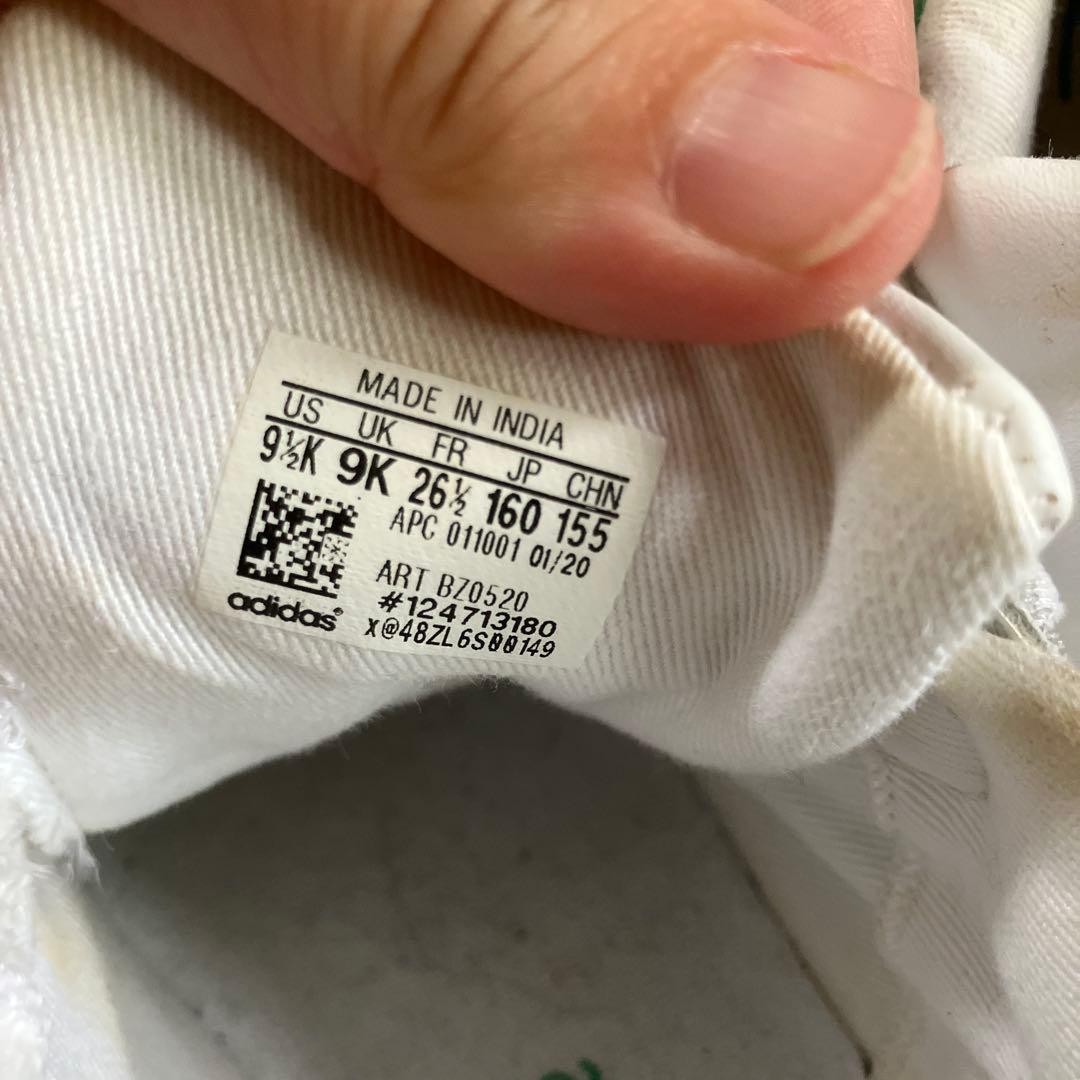 MADE IN INDIA
US UK FR JP CHN
9½K 9K 26½ 160 155
APC 011001 01/20
ART BZ0520
#124713180
x@48ZL6S00149
adidas®